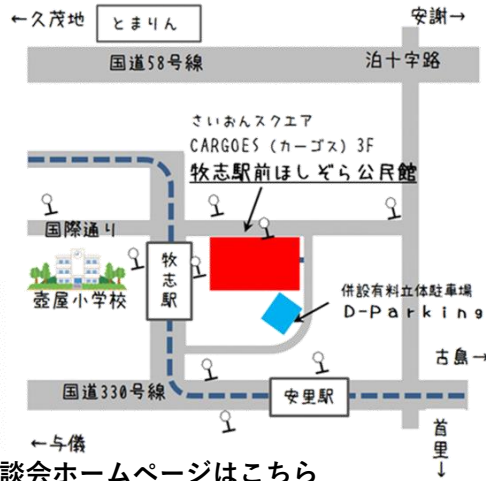 ←久茂地
とまりん
安謝→
国道58号線
泊十字路
さいおんスクエア
CARGOES (カーゴス) 3F
牧志駅前ほしぞら公民館
国際通り
牧志駅
壺屋小学校
併設有料立体駐車場
D-Parking
古島→
国道330号線
安里駅
首里↓
←与儀
談会ホームページはこちら